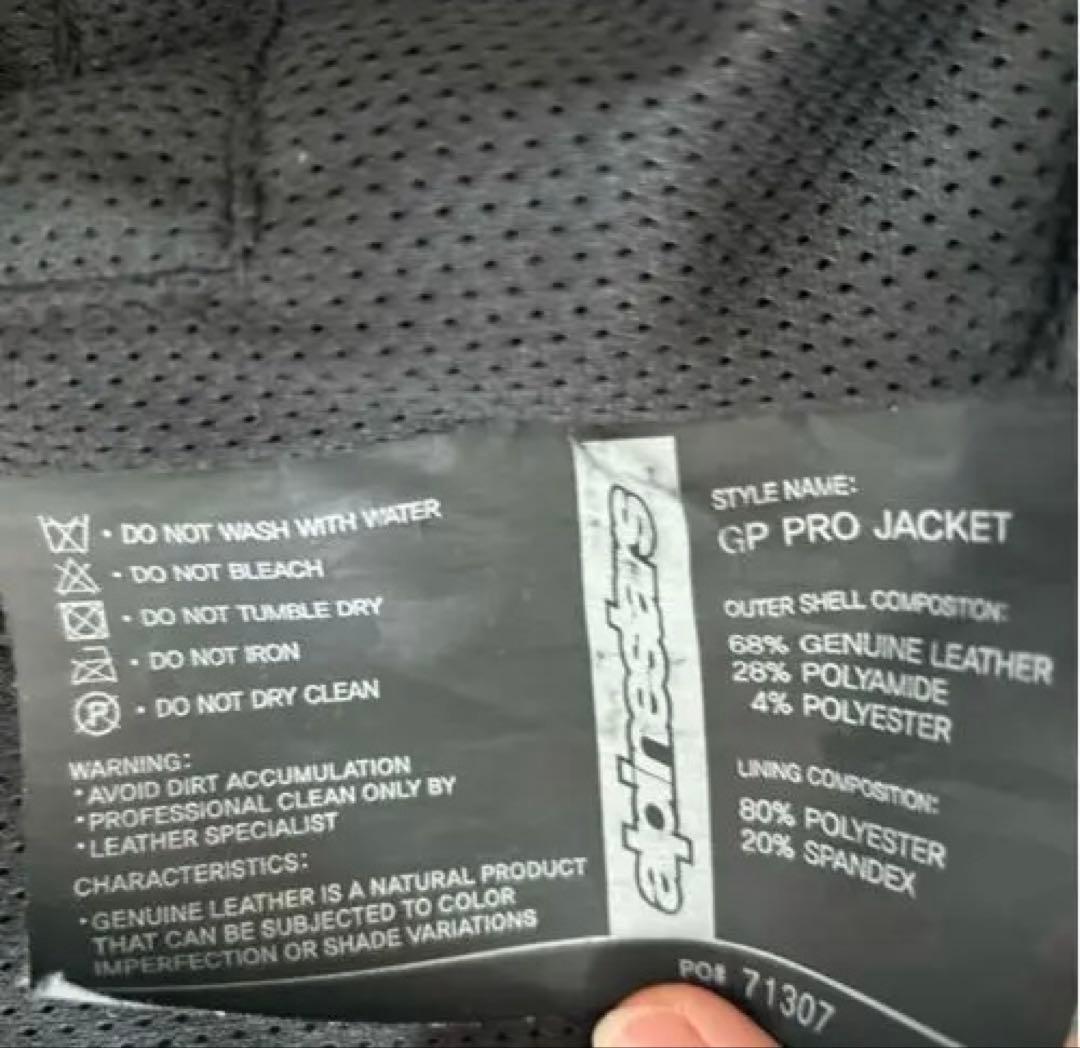 • DO NOT WASH WITH WATER
• DO NOT BLEACH
• DO NOT TUMBLE DRY
• DO NOT IRON
P • DO NOT DRY CLEAN
WARNING:
• AVOID DIRT ACCUMULATION
• PROFESSIONAL CLEAN ONLY BY
• LEATHER SPECIALIST
CHARACTERISTICS:
• GENUINE LEATHER IS A NATURAL PRODUCT
THAT CAN BE SUBJECTED TO COLOR
IMPERFECTION OR SHADE VARIATIONS
alpinestars
STYLE NAME:
GP PRO JACKET
OUTER SHELL COMPOSTION:
68% GENUINE LEATHER
28% POLYAMIDE
4% POLYESTER
LINING COMPOSITION:
80% POLYESTER
20% SPANDEX
PO# 71307